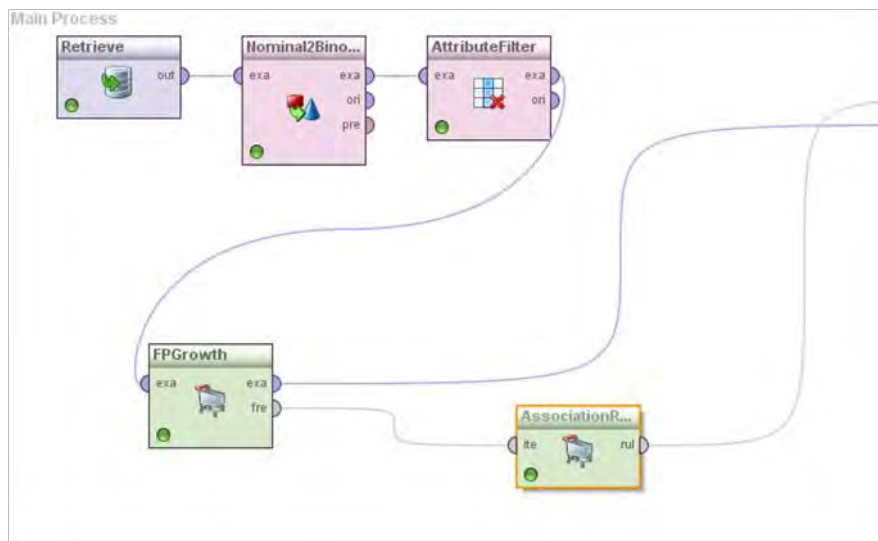 Main Process
Retrieve
out
Nominal2Bino...
exa
exa
ori
pre
AttributeFilter
exa
exa
ori
FPGrowth
exa
exa
fre
AssociationR...
ite
rul